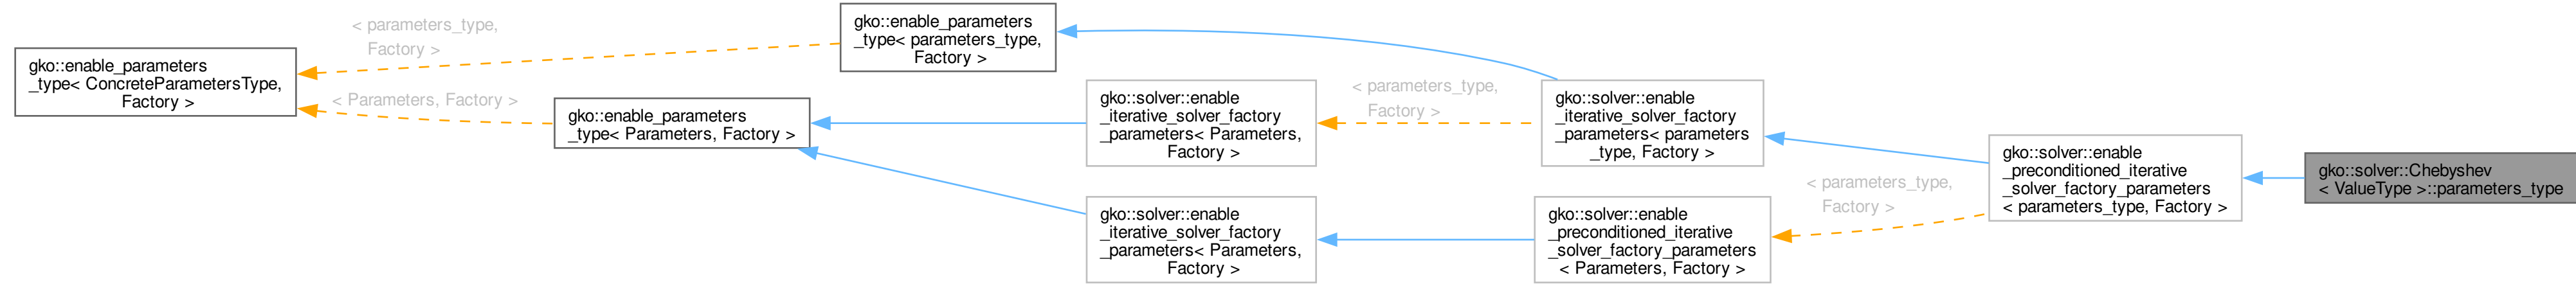 gko::enable_parameters
_type< ConcreteParametersType,
Factory >
< parameters_type,
Factory >
< Parameters, Factory >
gko::enable_parameters
_type< parameters_type,
Factory >
gko::enable_parameters
_type< Parameters, Factory >
gko::solver::enable
_iterative_solver_factory
_parameters< Parameters,
Factory >
gko::solver::enable
_iterative_solver_factory
_parameters< Parameters,
Factory >
< parameters_type,
Factory >
gko::solver::enable
_iterative_solver_factory
_parameters< parameters
_type, Factory >
gko::solver::enable
_preconditioned_iterative
_solver_factory_parameters
< Parameters, Factory >
< parameters_type,
Factory >
gko::solver::enable
_preconditioned_iterative
_solver_factory_parameters
< parameters_type, Factory >
gko::solver::Chebyshev
< ValueType >::parameters_type